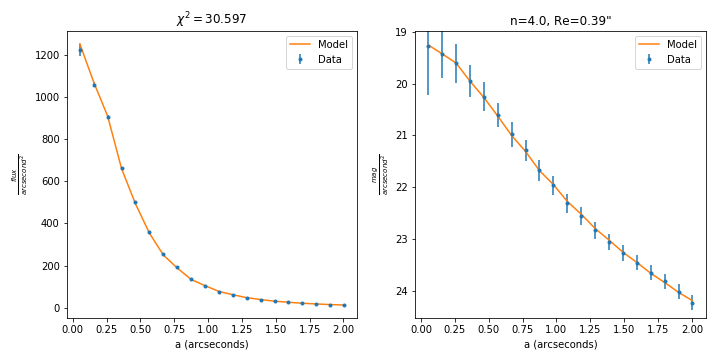 χ² = 30.597
Model
Data
flux
arcsecond²
1200
1000
800
600
400
200
0
0.00 0.25 0.50 0.75 1.00 1.25 1.50 1.75 2.00
a (arcseconds)
n=4.0, Re=0.39"
Model
Data
mag
arcsecond²
19
20
21
22
23
24
0.00 0.25 0.50 0.75 1.00 1.25 1.50 1.75 2.00
a (arcseconds)